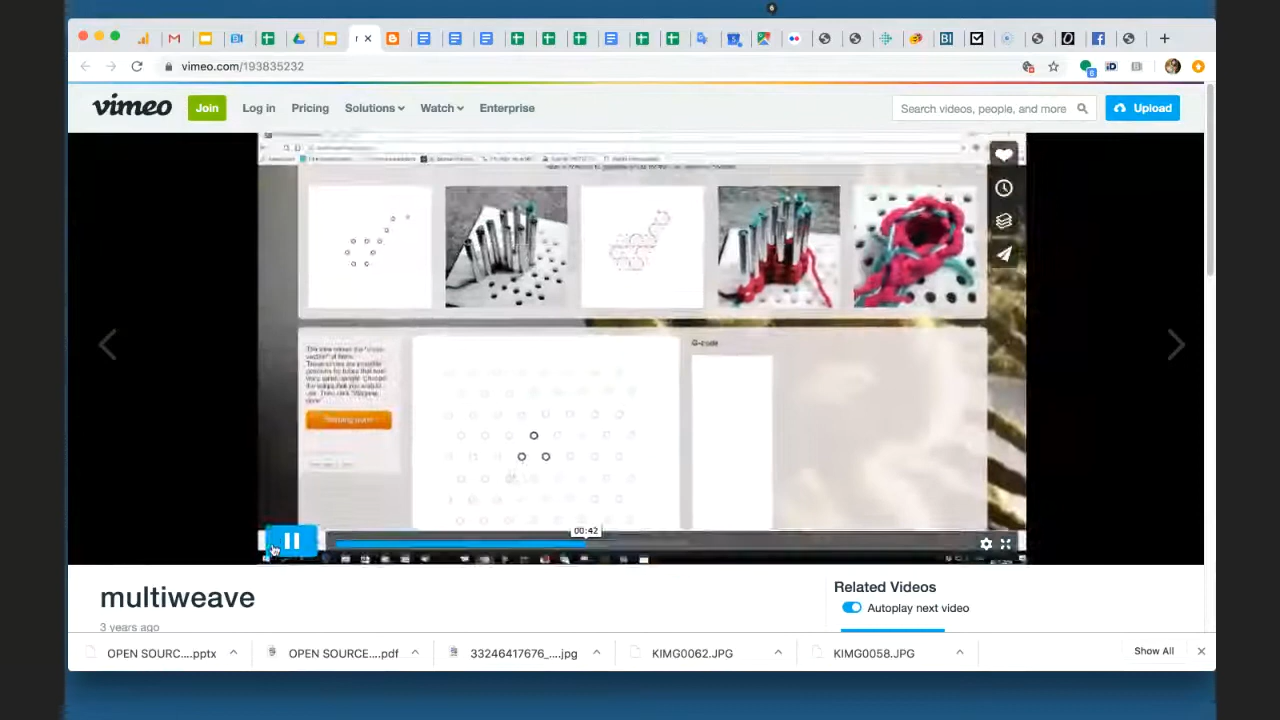 vimeo.com/193835232
vimeo Join Log in Pricing Solutions Watch Enterprise Search videos, people, and more Upload
G-code
00:42
multiweave
3 years ago
Related Videos
Autoplay next video
OPEN SOURC....pptx OPEN SOURCE....pdf 33246417676_....jpg KIMG0062.JPG KIMG0058.JPG Show All